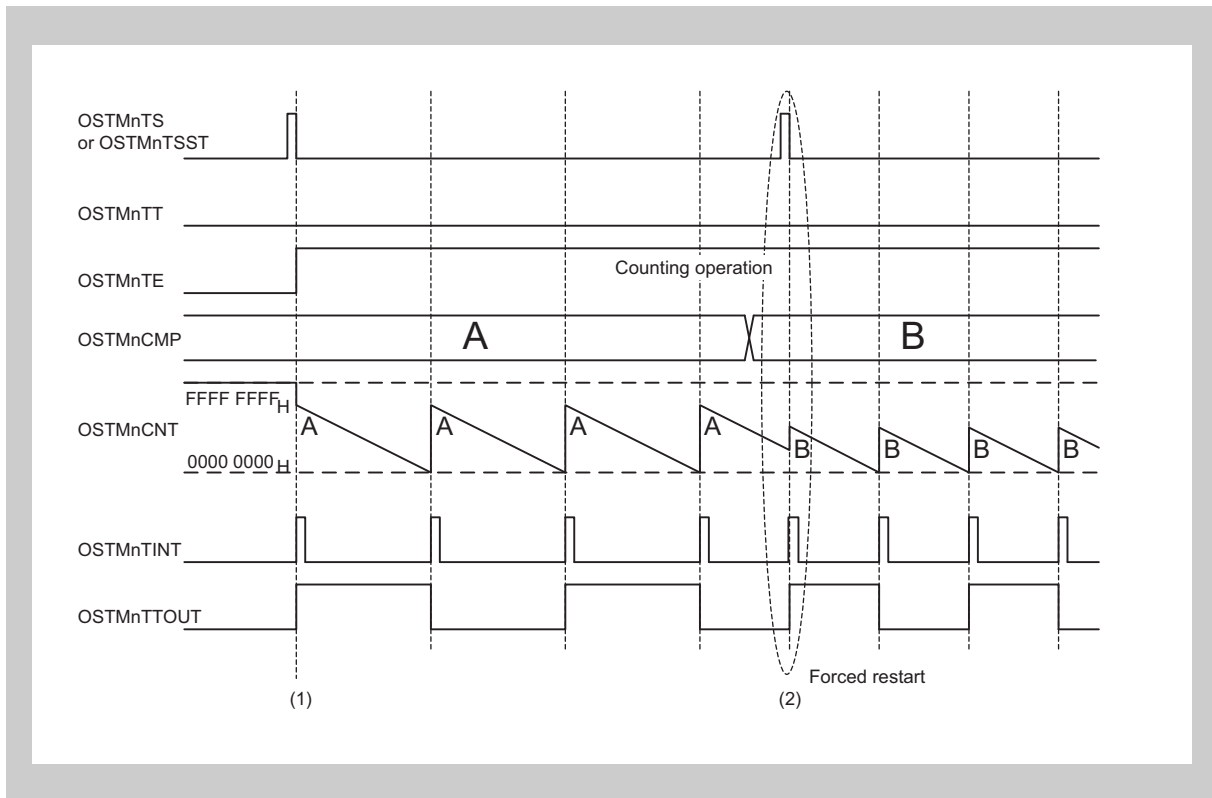 OSTMnTS
or OSTMnTSST
OSTMnTT
OSTMnTE
Counting operation
OSTMnCMP
A
B
FFFF FFFFH
OSTMnCNT
A
A
A
A
B
B
B
B
0000 0000H
OSTMnTINT
OSTMnTTOUT
Forced restart
(1)
(2)